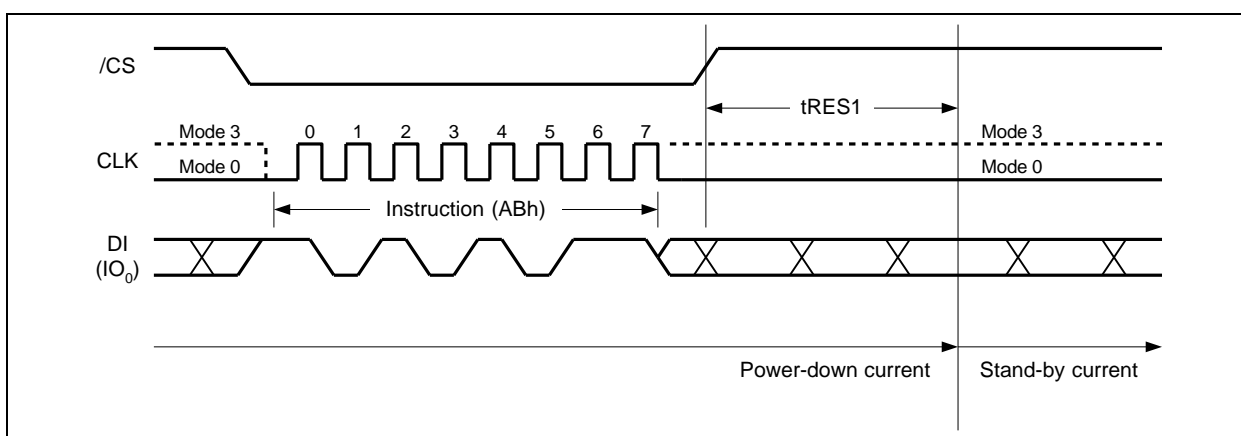 /CS
tRES1
Mode 3 0 1 2 3 4 5 6 7 Mode 3
CLK
Mode 0 Mode 0
Instruction (ABh)
DI
(IO0)
Power-down current Stand-by current